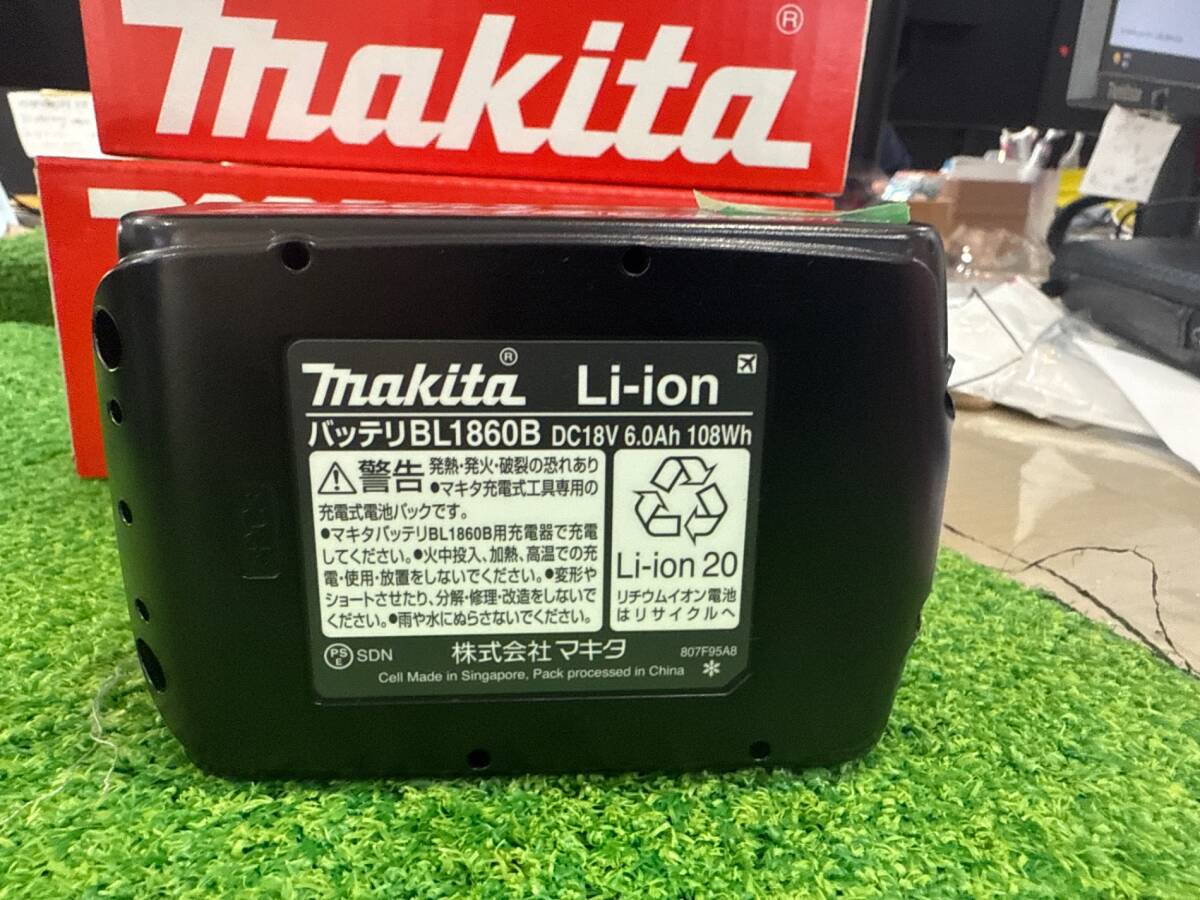 makita®
makita® Li-ion
バッテリBL1860B DC18V 6.0Ah 108Wh
警告 発熱・発火・破裂の恐れあり
●マキタ充電式工具専用の
充電式電池パックです。
●マキタバッテリBL1860B用充電器で充電
してください。●火中投入、加熱、高温での充
電・使用・放置をしないでください。●変形や
ショートさせたり、分解・修理・改造をしないで
ください。●雨や水にぬらさないでください。
Li-ion 20
リチウムイオン電池
はリサイクルへ
PSE SDN 株式会社マキタ 807F95A8
Cell Made in Singapore, Pack processed in China